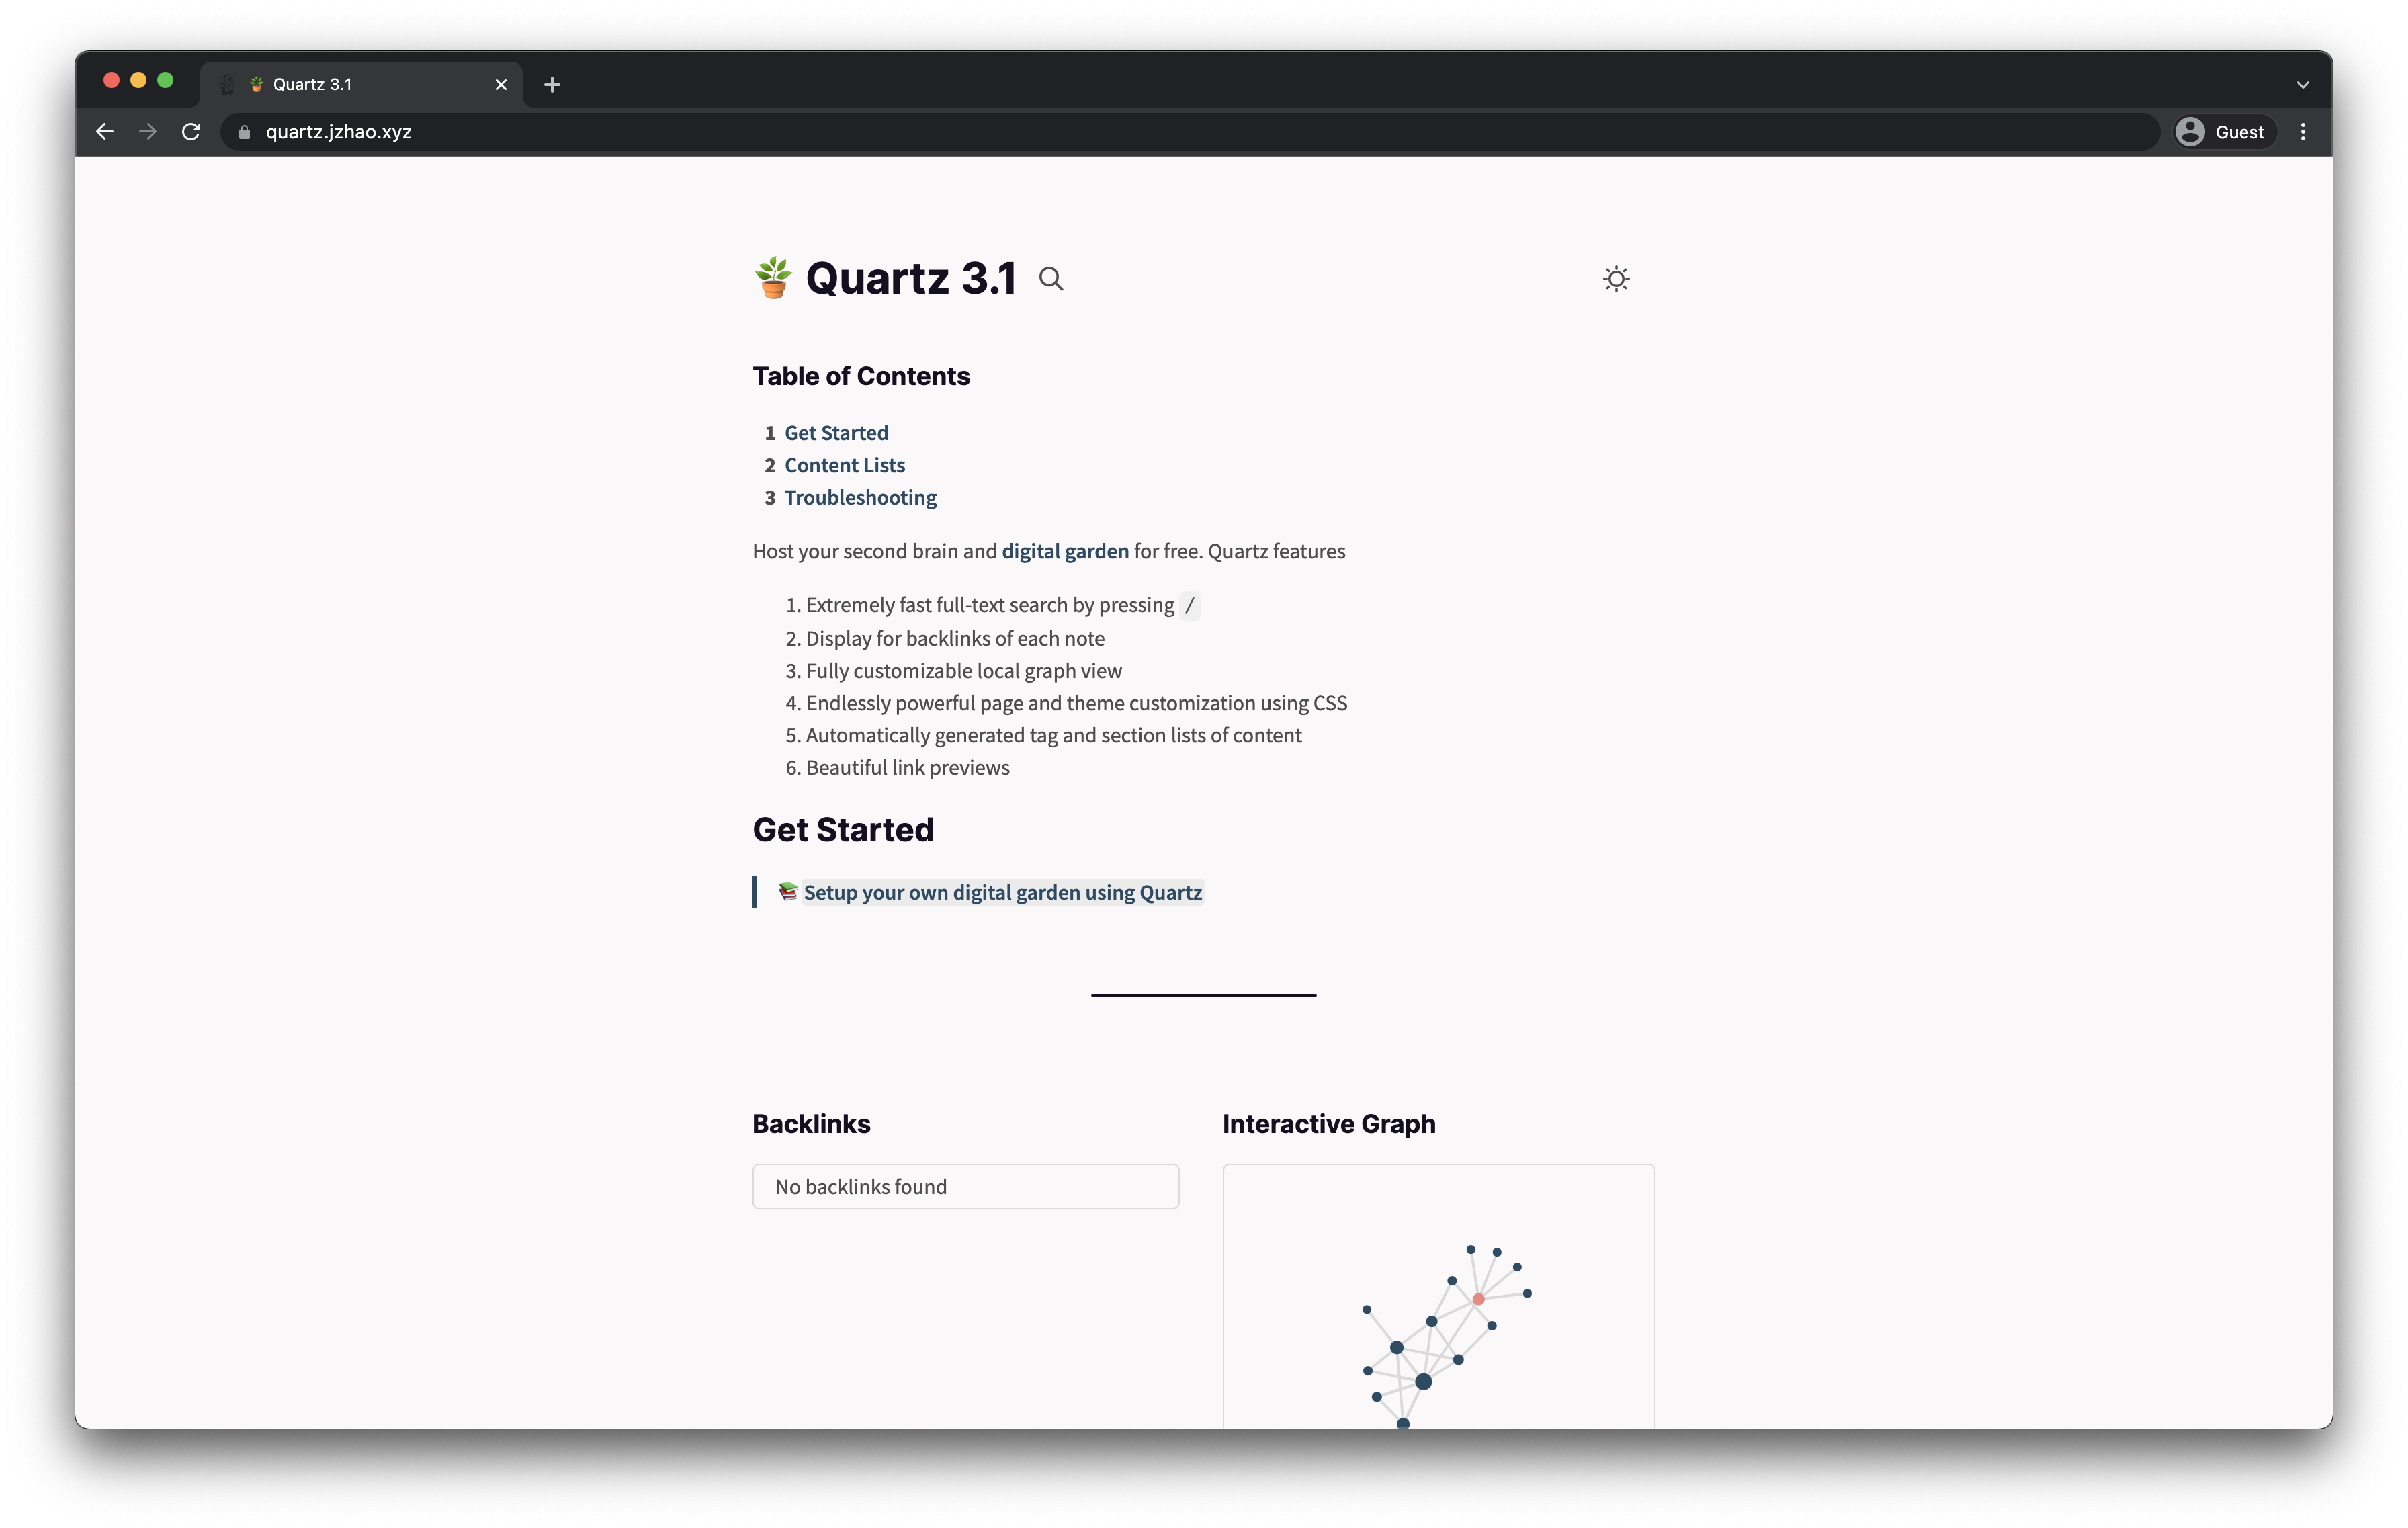 Quartz 3.1
quartz.jzhao.xyz
Guest
Quartz 3.1
Table of Contents
1 Get Started
2 Content Lists
3 Troubleshooting
Host your second brain and digital garden for free. Quartz features
1. Extremely fast full-text search by pressing /
2. Display for backlinks of each note
3. Fully customizable local graph view
4. Endlessly powerful page and theme customization using CSS
5. Automatically generated tag and section lists of content
6. Beautiful link previews
Get Started
Setup your own digital garden using Quartz
Backlinks
No backlinks found
Interactive Graph